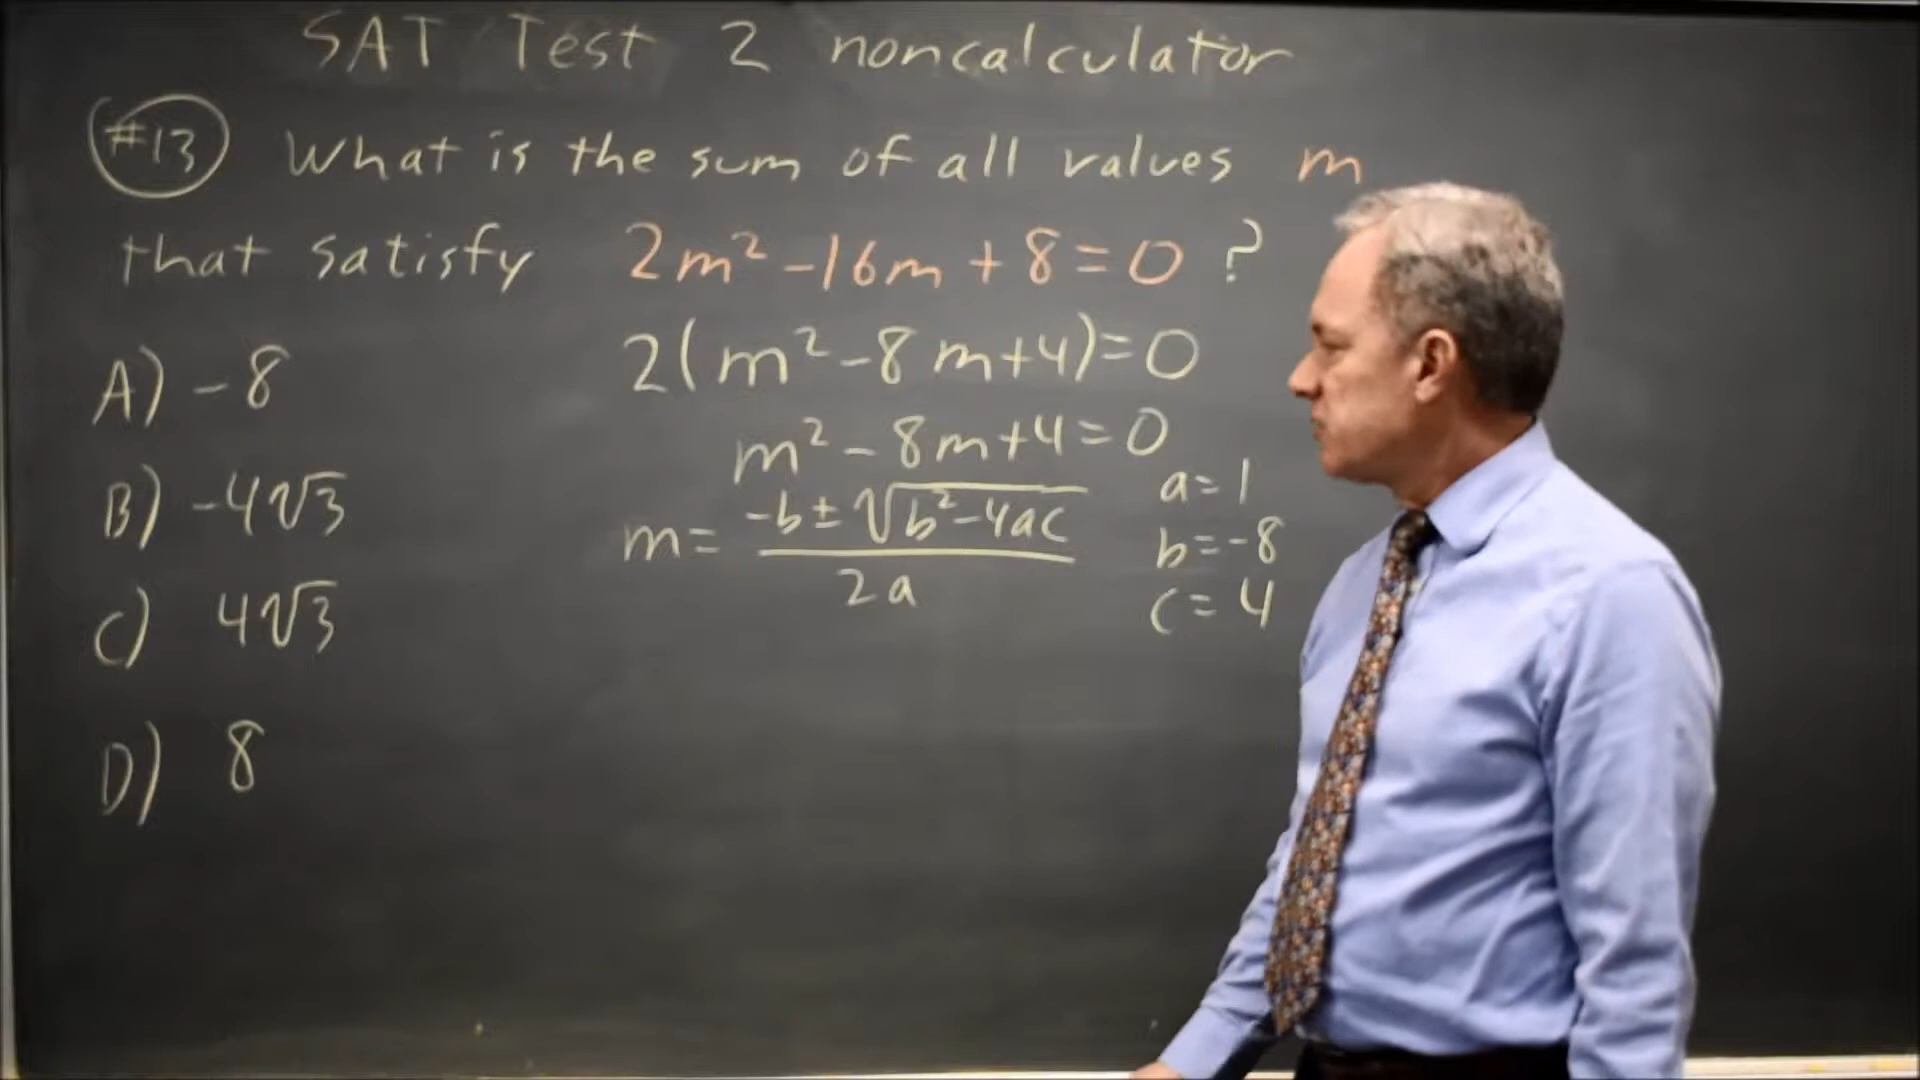 SAT Test 2 noncalculator
#13 What is the sum of all values m
that satisfy 2m² - 16m + 8 = 0 ?
A) -8
B) -4√3
C) 4√3
D) 8
2(m² - 8m + 4) = 0
m² - 8m + 4 = 0
m = (-b ± √(b² - 4ac)) / 2a
a = 1
b = -8
c = 4